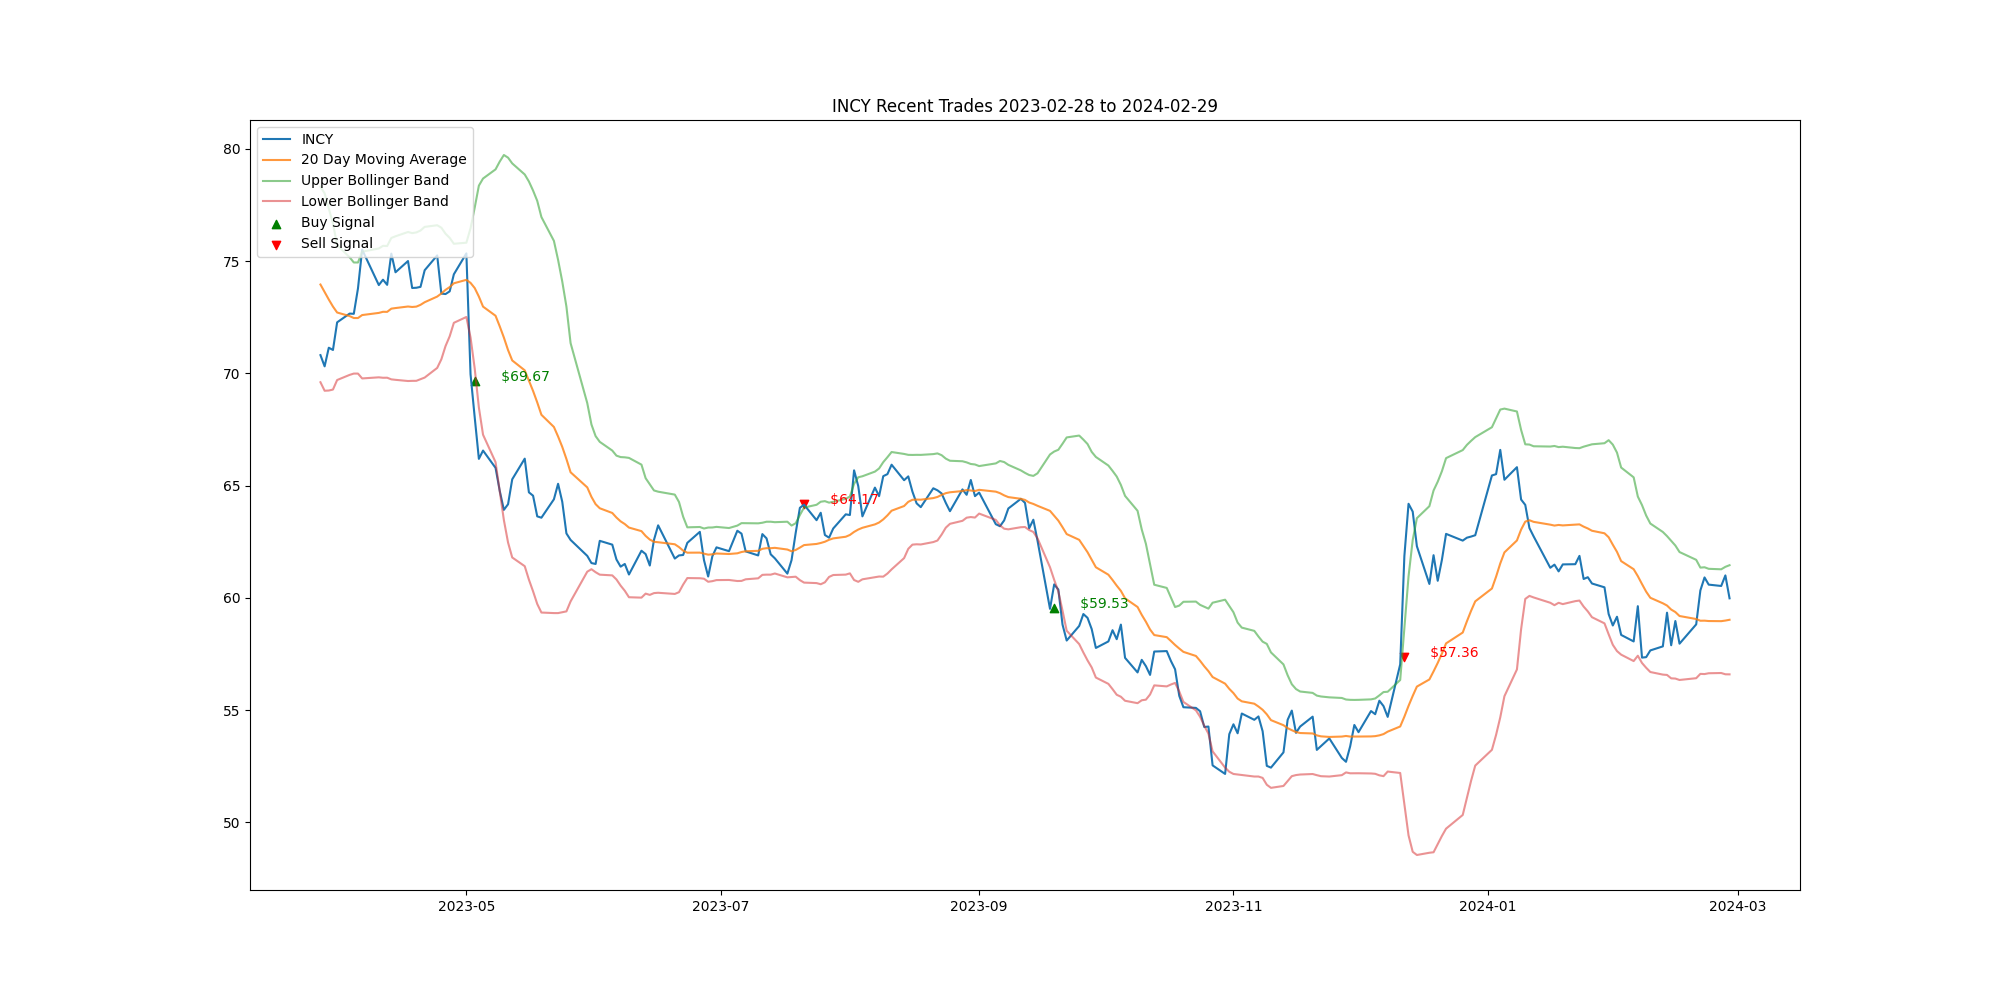 INCY Recent Trades 2023-02-28 to 2024-02-29
INCY
20 Day Moving Average
Upper Bollinger Band
Lower Bollinger Band
Buy Signal
Sell Signal
80
75
70
65
60
55
50
$69.67
$64.17
$59.53
$57.36
2023-05
2023-07
2023-09
2023-11
2024-01
2024-03